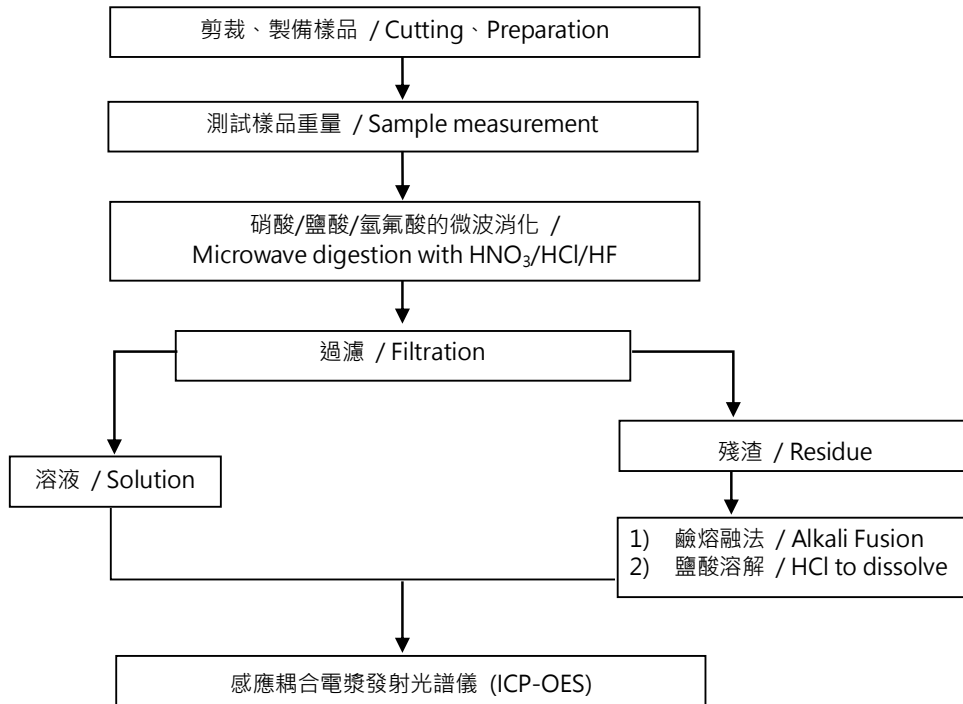 剪裁、製備樣品 / Cutting、Preparation
測試樣品重量 / Sample measurement
硝酸/鹽酸/氫氟酸的微波消化 /
Microwave digestion with HNO₃/HCl/HF
過濾 / Filtration
溶液 / Solution
殘渣 / Residue
1) 鹼熔融法 / Alkali Fusion
2) 鹽酸溶解 / HCl to dissolve
感應耦合電漿發射光譜儀 (ICP-OES)